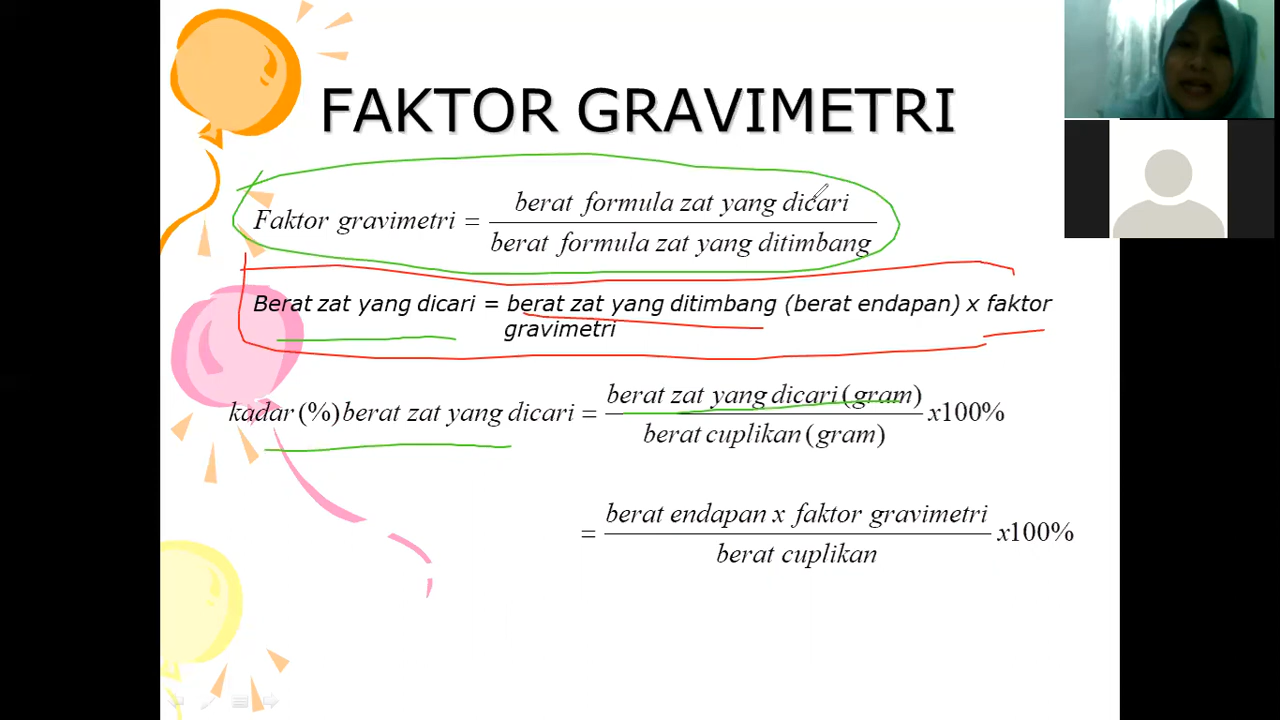 FAKTOR GRAVIMETRI
Faktor gravimetri = berat formula zat yang dicari
berat formula zat yang ditimbang
Berat zat yang dicari = berat zat yang ditimbang (berat endapan) x faktor
gravimetri
kadar (%) berat zat yang dicari = berat zat yang dicari (gram)
berat cuplikan (gram)
x100%
= berat endapan x faktor gravimetri
berat cuplikan
x100%